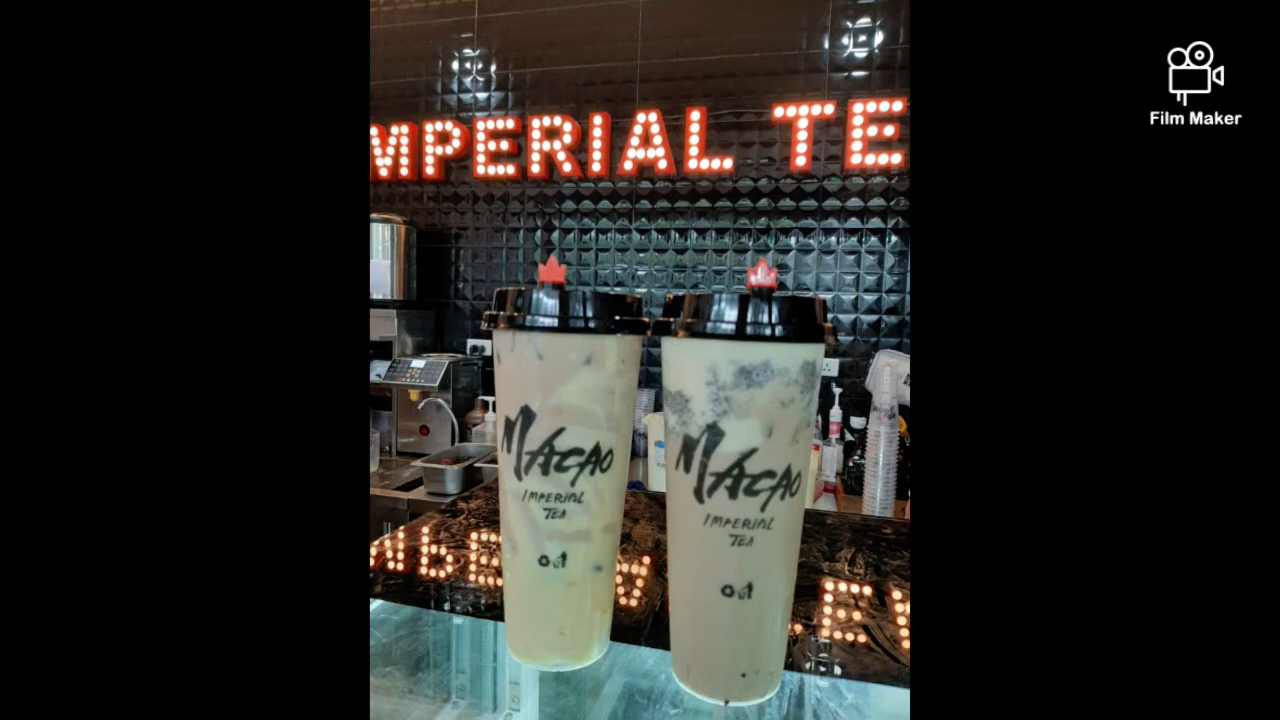 MPERIAL TE
Film Maker
MACAO
IMPERIAL
TEA
MACAO
IMPERIAL
TEA